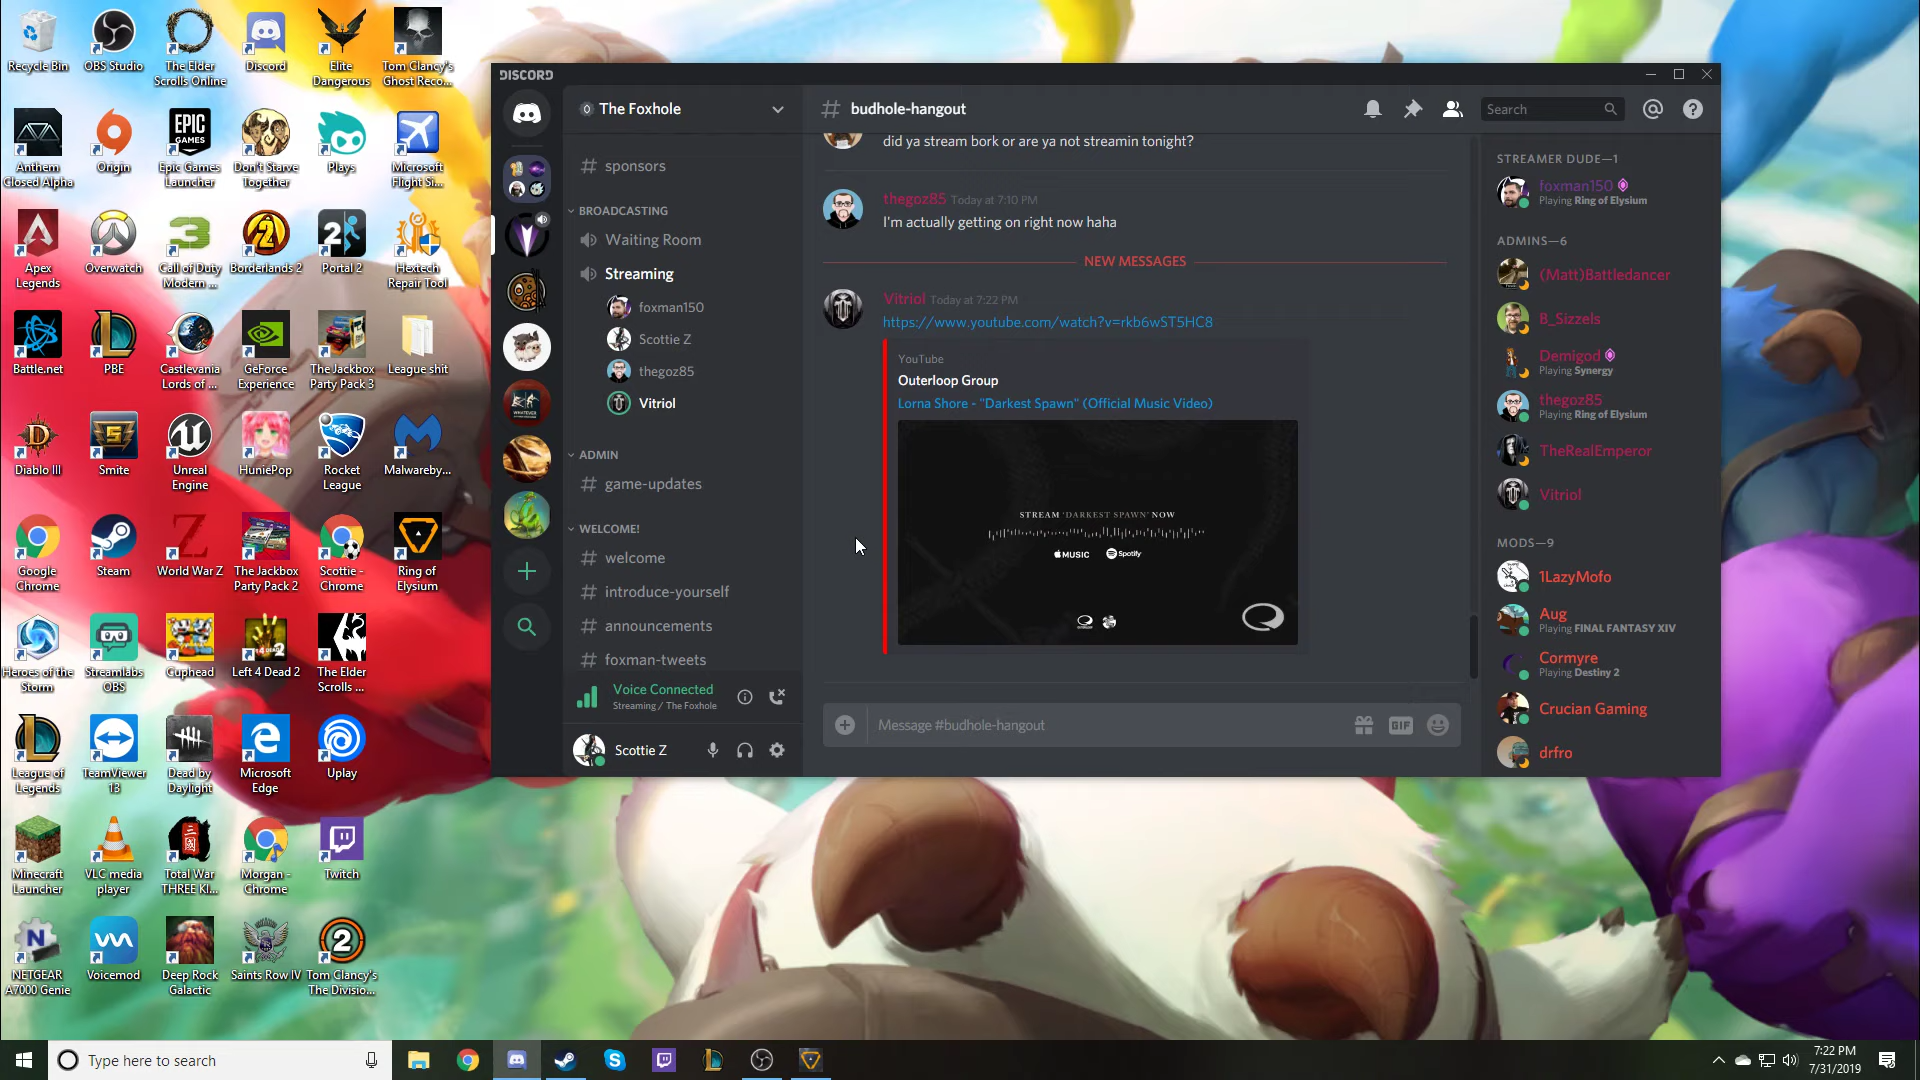 Recycle Bin
OBS Studio
The Elder
Scrolls Online
Discord
Elite
Dangerous
Tom Clancy's
Ghost Reco...
Anthem
Closed Alpha
Origin
EPIC
GAMES
Epic Games
Launcher
Don't Starve
Together
Plays
Microsoft
Flight Si...
Apex
Legends
Overwatch
Call of Duty
Modern ...
Borderlands 2
Portal 2
Hextech
Repair Tool
Battle.net
PBE
Castlevania
Lords of ...
GeForce
Experience
The Jackbox
Party Pack 3
League shit
Diablo III
Smite
Unreal
Engine
HuniePop
Rocket
League
Malwareby...
Google
Chrome
Steam
World War Z
The Jackbox
Party Pack 2
Scottie -
Chrome
Ring of
Elysium
Heroes of the
Storm
Streamlabs
OBS
Cuphead
Left 4 Dead 2
The Elder
Scrolls ...
League of
Legends
TeamViewer
13
Dead by
Daylight
Microsoft
Edge
Uplay
Minecraft
Launcher
VLC media
player
Total War
THREE KI...
Morgan -
Chrome
Twitch
NETGEAR
A7000 Genie
Voicemod
Deep Rock
Galactic
Saints Row IV
Tom Clancy's
The Divisio...
DISCORD
The Foxhole
# sponsors
BROADCASTING
Waiting Room
Streaming
foxman150
Scottie Z
thegoz85
Vitriol
ADMIN
# game-updates
WELCOME!
# welcome
# introduce-yourself
# announcements
# foxman-tweets
Voice Connected
Streaming / The Foxhole
Scottie Z
# budhole-hangout
Search
did ya stream bork or are ya not streamin tonight?
thegoz85 Today at 7:10 PM
I'm actually getting on right now haha
NEW MESSAGES
Vitriol Today at 7:22 PM
https://www.youtube.com/watch?v=rkb6wST5HC8
YouTube
Outerloop Group
Lorna Shore - "Darkest Spawn" (Official Music Video)
STREAM 'DARKEST SPAWN' NOW
MUSIC
Spotify
Message #budhole-hangout
GIF
STREAMER DUDE—1
foxman150
Playing Ring of Elysium
ADMINS—6
(Matt)Battledancer
B_Sizzels
Demigod
Playing Synergy
thegoz85
Playing Ring of Elysium
TheRealEmperor
Vitriol
MODS—9
1LazyMofo
Aug
Playing FINAL FANTASY XIV
Cormyre
Playing Destiny 2
Crucian Gaming
drfro
Type here to search
7:22 PM
7/31/2019